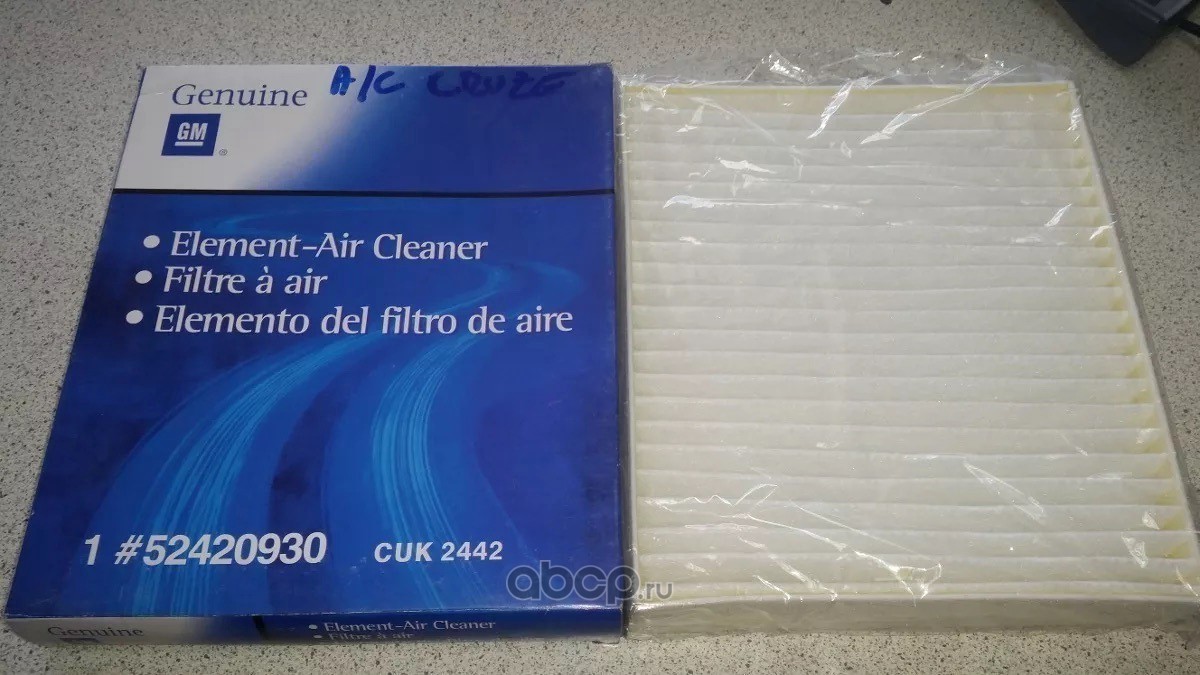 A/C CRUZE
Genuine
GM
®
• Element-Air Cleaner
• Filtre à air
• Elemento del filtro de aire
1 #52420930 CUK 2442
abcp.ru
Genuine
• Element-Air Cleaner
• Filtre à air